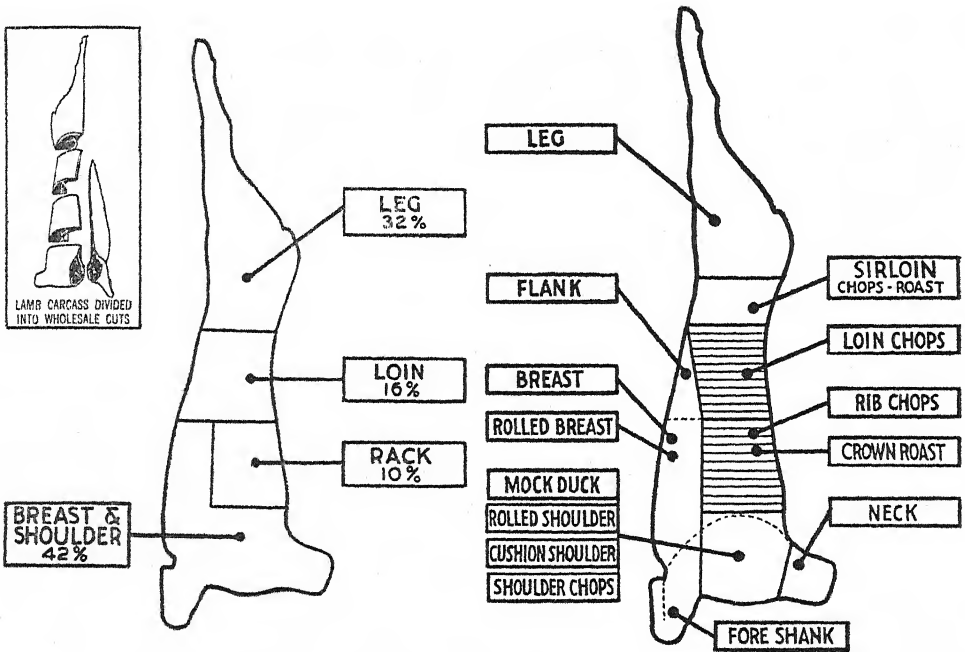 LAMB CARCASS DIVIDED
INTO WHOLESALE CUTS
LEG
32%
LOIN
16%
RACK
10%
BREAST &
SHOULDER
42%
LEG
FLANK
BREAST
ROLLED BREAST
MOCK DUCK
ROLLED SHOULDER
CUSHION SHOULDER
SHOULDER CHOPS
SIRLOIN
CHOPS - ROAST
LOIN CHOPS
RIB CHOPS
CROWN ROAST
NECK
FORE SHANK